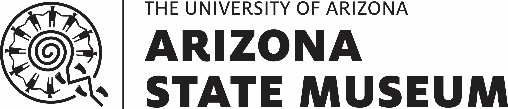 THE UNIVERSITY OF ARIZONA
ARIZONA
STATE MUSEUM